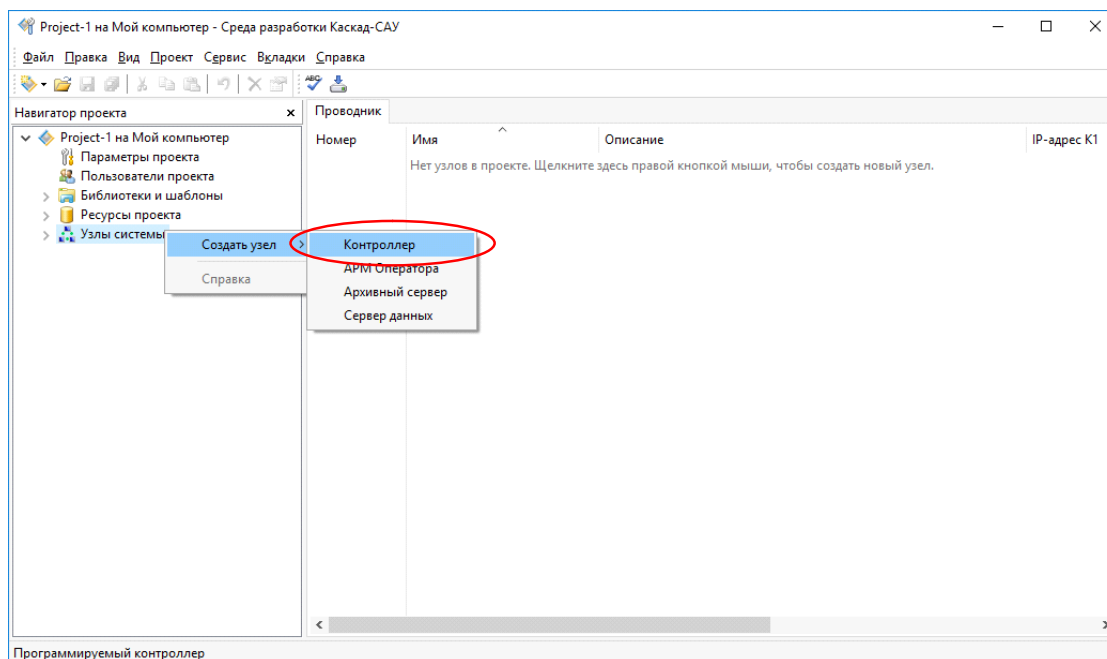 Project-1 на Мой компьютер - Среда разработки Каскад-САУ
Файл Правка Вид Проект Сервис Вкладки Справка
ABC
Навигатор проекта x Проводник
Project-1 на Мой компьютер
Параметры проекта
Пользователи проекта
Библиотеки и шаблоны
Ресурсы проекта
Узлы системы
Номер Имя Описание IP-адрес K1
Нет узлов в проекте. Щелкните здесь правой кнопкой мыши, чтобы создать новый узел.
Создать узел
Справка
Контроллер
АРМ Оператора
Архивный сервер
Сервер данных
Программируемый контроллер